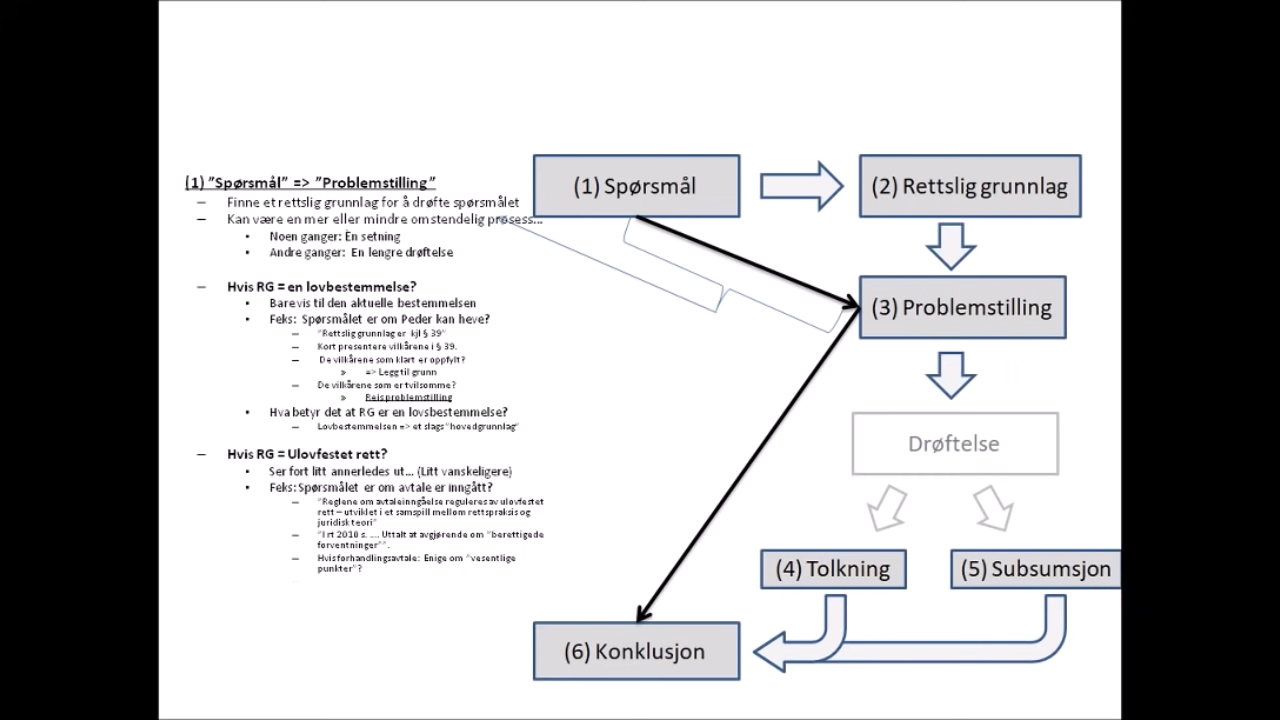 (1) "Spørsmål" => "Problemstilling"
– Finne et rettslig grunnlag for å drøfte spørsmålet
– Kan være en mer eller mindre omstendelig prosess...
• Noen ganger: Èn setning
• Andre ganger: En lengre drøftelse
– Hvis RG = en lovbestemmelse?
• Bare vis til den aktuelle bestemmelsen
• Feks: Spørsmålet er om Peder kan heve?
– "Rettslig grunnlag er kjl § 39"
– Kort presentere vilkårene i § 39.
– De vilkårene som klart er oppfylt?
» => Legg til grunn
– De vilkårene som er tvilsomme?
» Reis problemstilling
• Hva betyr det at RG er en lovsbestemmelse?
– Lovbestemmelsen => et slags "hovedgrunnlag"
– Hvis RG = Ulovfestet rett?
• Ser fort litt annerledes ut... (Litt vanskeligere)
• Feks: Spørsmålet er om avtale er inngått?
– "Reglene om avtaleinngåelse reguleres av ulovfestet
rett – utviklet i et samspill mellom rettspraksis og
juridisk teori"
– "I rt 2010 s. .... Uttalt at avgjørende om "berettigede
forventninger"".
– Hvis forhandlingsavtale: Enige om "vesentlige
punkter"?
(1) Spørsmål
(2) Rettslig grunnlag
(3) Problemstilling
Drøftelse
(4) Tolkning
(5) Subsumsjon
(6) Konklusjon